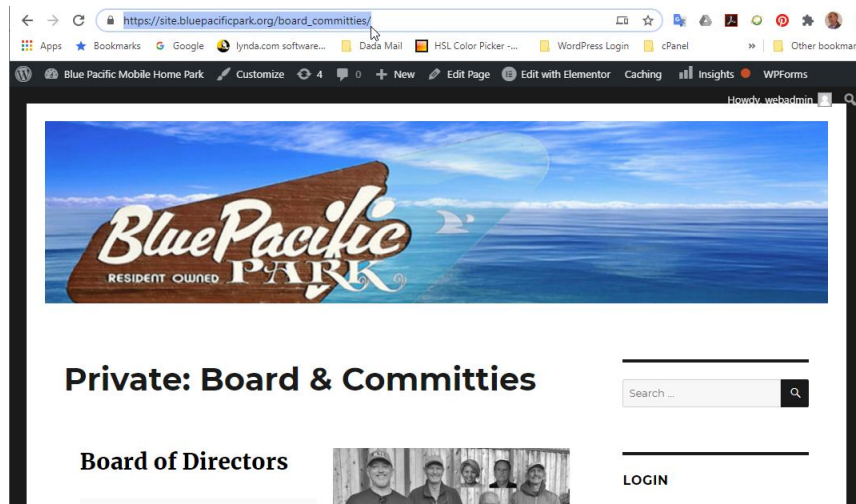 https://site.bluepacificpark.org/board_committies/
Apps Bookmarks Google lynda.com software... Dada Mail HSL Color Picker -... WordPress Login cPanel » Other bookmar
Blue Pacific Mobile Home Park Customize 4 0 + New Edit Page Edit with Elementor Caching Insights WPForms
Howdy, webadmin
Blue Pacific
RESIDENT OWNED PARK
Private: Board & Committies
Search ...
Board of Directors
LOGIN